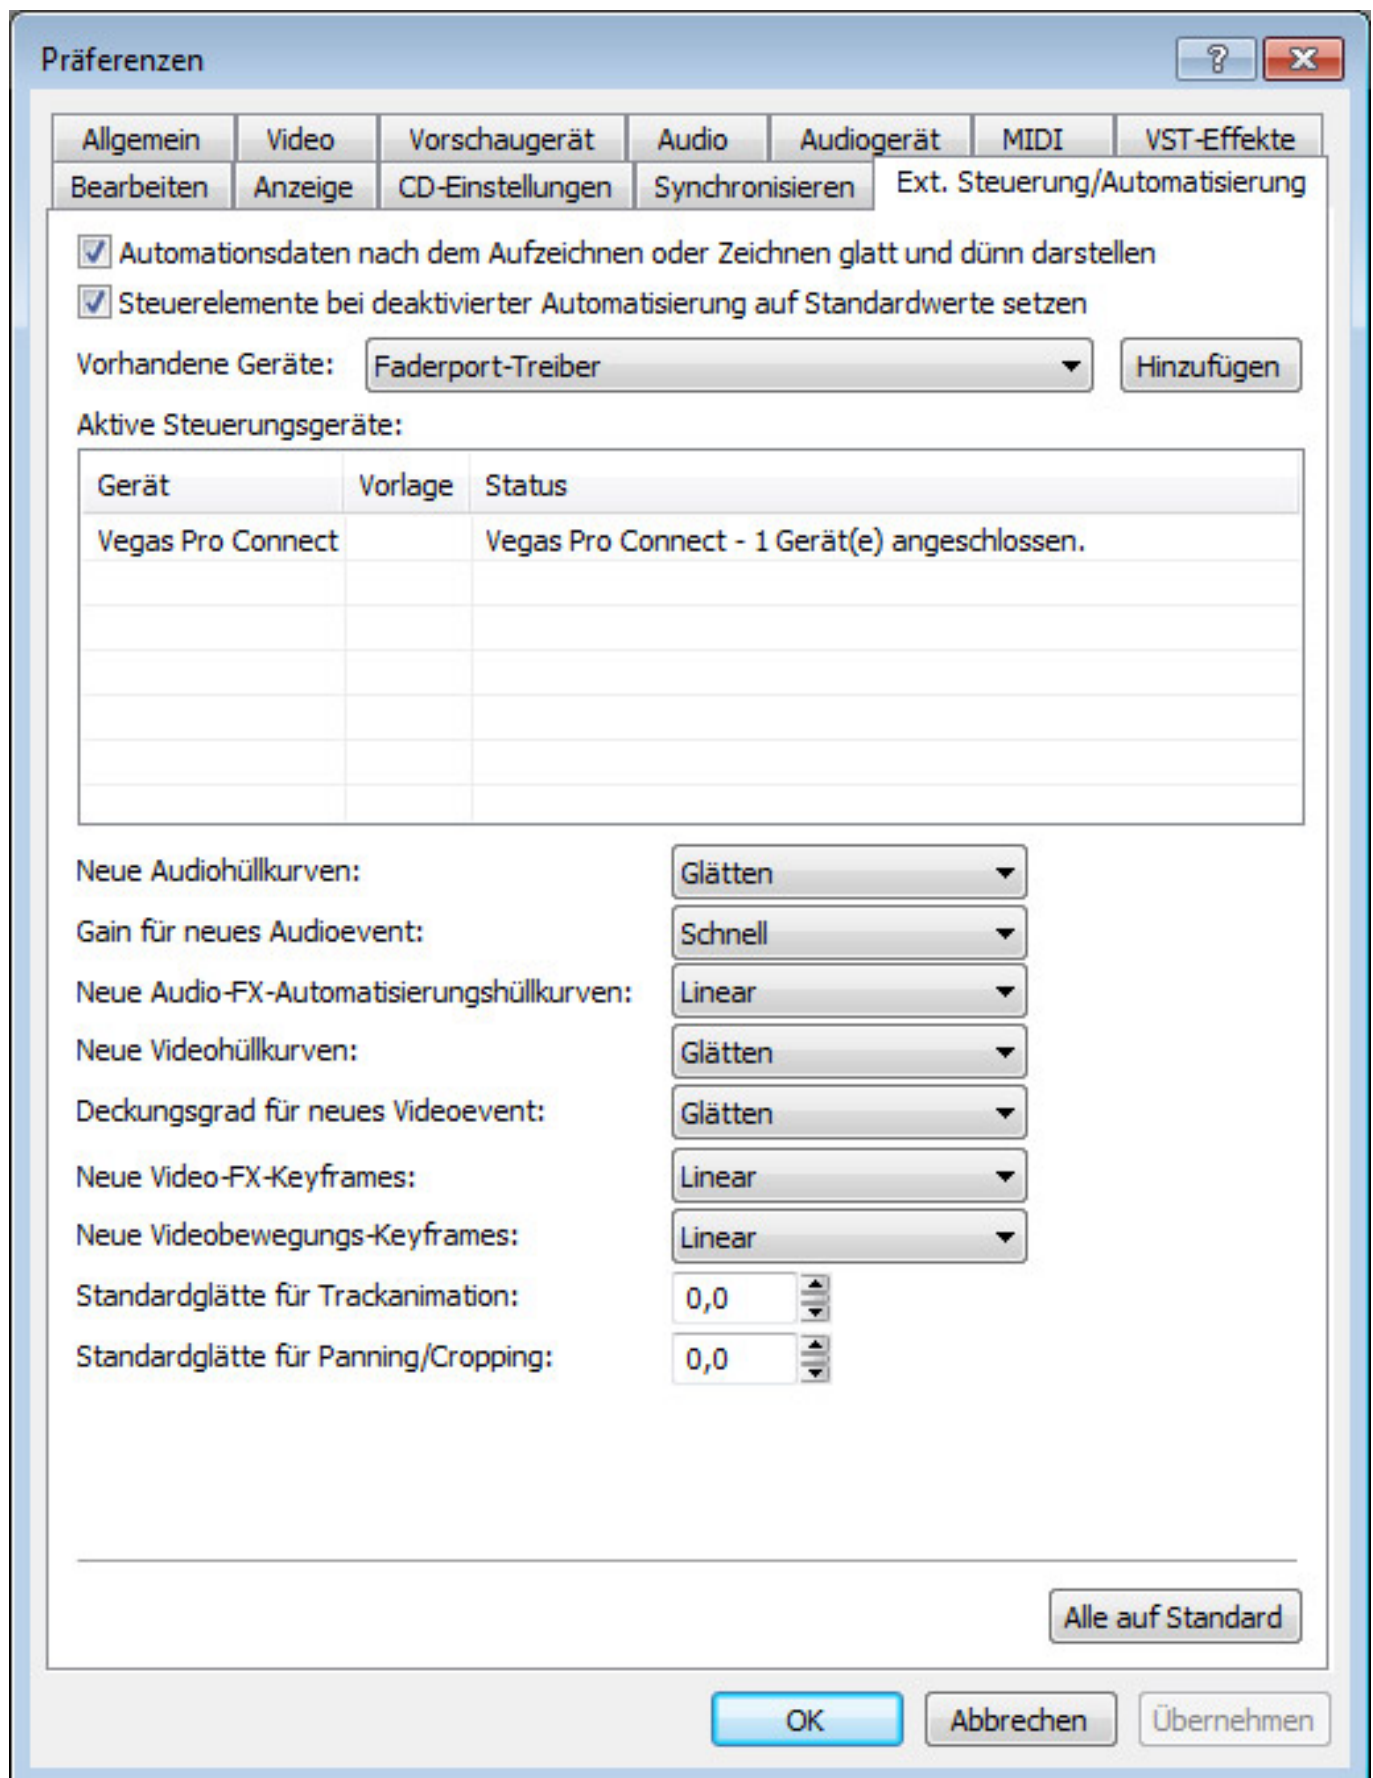 Präferenzen
Allgemein Video Vorschaugerät Audio Audiogerät MIDI VST-Effekte
Bearbeiten Anzeige CD-Einstellungen Synchronisieren Ext. Steuerung/Automatisierung
Automationsdaten nach dem Aufzeichnen oder Zeichnen glatt und dünn darstellen
Steuerelemente bei deaktivierter Automatisierung auf Standardwerte setzen
Vorhandene Geräte: Faderport-Treiber Hinzufügen
Aktive Steuerungsgeräte:
Gerät Vorlage Status
Vegas Pro Connect Vegas Pro Connect - 1 Gerät(e) angeschlossen.
Neue Audiohüllkurven: Glätten
Gain für neues Audioevent: Schnell
Neue Audio-FX-Automatisierungshüllkurven: Linear
Neue Videohüllkurven: Glätten
Deckungsgrad für neues Videoevent: Glätten
Neue Video-FX-Keyframes: Linear
Neue Videobewegungs-Keyframes: Linear
Standardglätte für Trackanimation: 0,0
Standardglätte für Panning/Cropping: 0,0
Alle auf Standard
OK Abbrechen Übernehmen